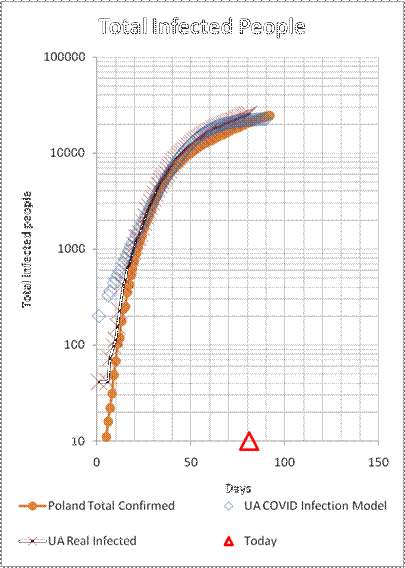 Total Infected People
100000
10000
1000
100
10
Total infected people
0 50 100 150
Days
Poland Total Confirmed
UA COVID Infection Model
UA Real Infected
Today